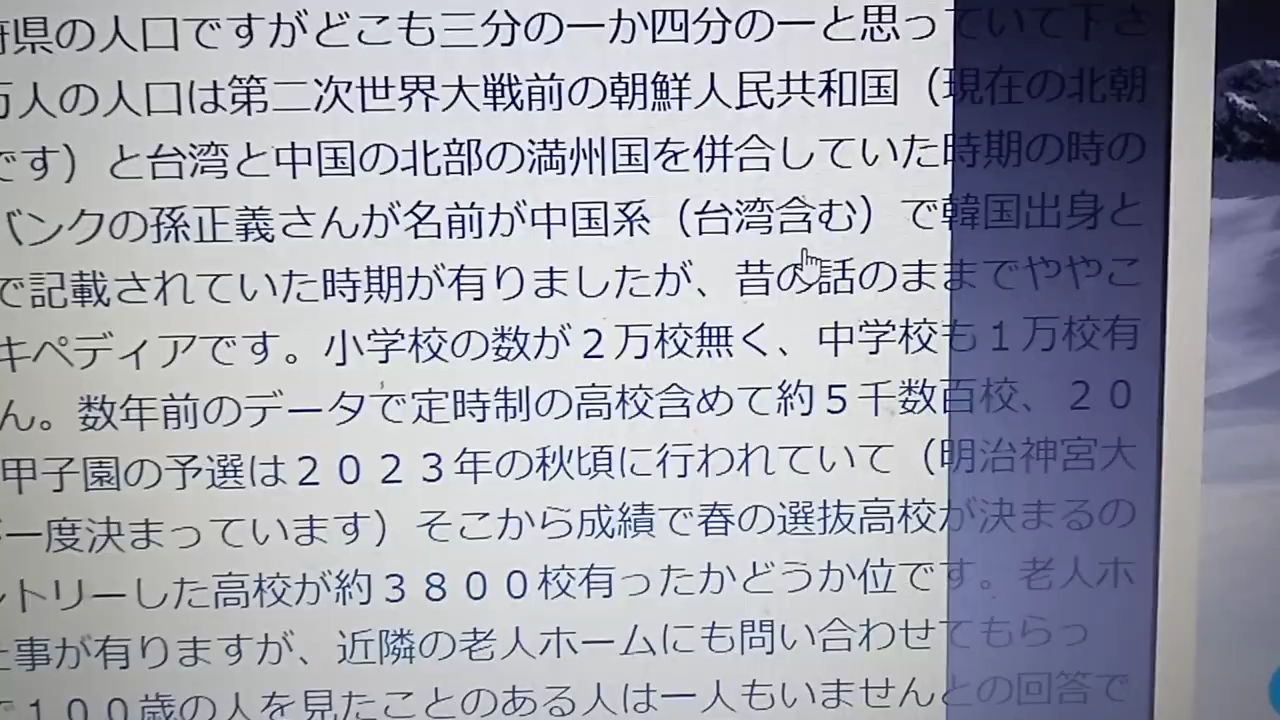 県の人口ですがどこも三分の一か四分の一と思っていて下さ
万人の人口は第二次世界大戦前の朝鮮人民共和国（現在の北朝
です）と台湾と中国の北部の満州国を併合していた時期の時の
バンクの孫正義さんが名前が中国系（台湾含む）で韓国出身と
で記載されていた時期が有りましたが、昔の話のままでややこ
キペディアです。小学校の数が２万校無く、中学校も１万校有
ん。数年前のデータで定時制の高校含めて約５千数百校、２０
甲子園の予選は２０２３年の秋頃に行われていて（明治神宮大
一度決まっています）そこから成績で春の選抜高校が決まるの
ントリーした高校が約３８００校有ったかどうか位です。老人ホ
事が有りますが、近隣の老人ホームにも問い合わせてもらっ
で１００歳の人を見たことのある人は一人もいませんとの回答で